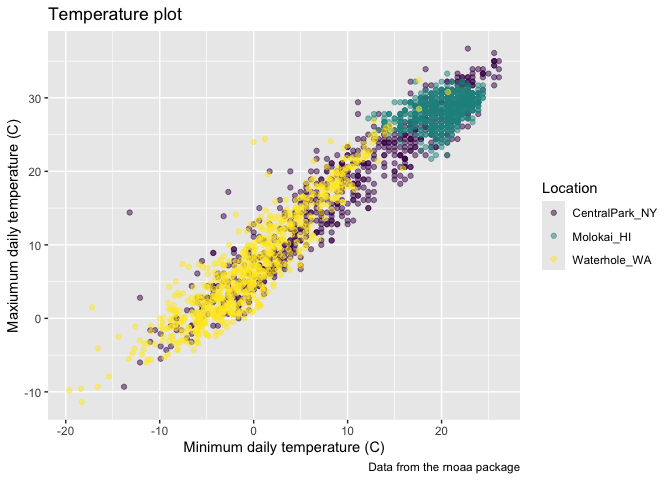 Temperature plot
Maxiumum daily temperature (C)
30
20
10
0
-10
-20
-10
0
10
20
Minimum daily temperature (C)
Location
CentralPark_NY
Molokai_HI
Waterhole_WA
Data from the rnoaa package